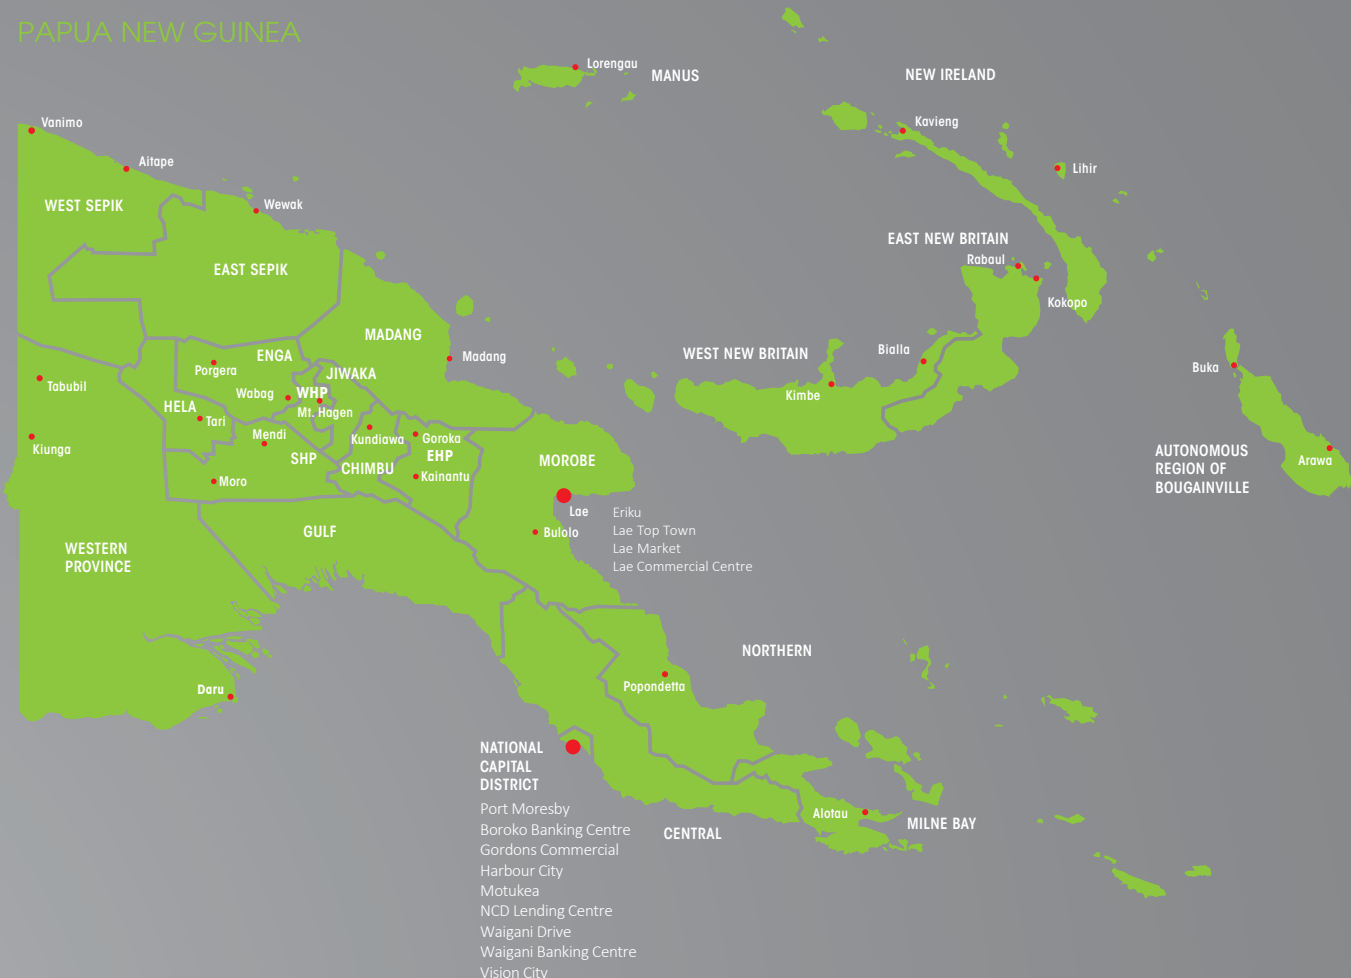 PAPUA NEW GUINEA
Lorengau
MANUS
NEW IRELAND
Vanimo
Kavieng
Aitape
Lihir
WEST SEPIK
Wewak
EAST NEW BRITAIN
Rabaul
EAST SEPIK
Kokopo
MADANG
ENGA
Madang
WEST NEW BRITAIN
Bialla
Porgera
JIWAKA
Buka
Tabubil
Wabag
WHP
Kimbe
HELA
Mt. Hagen
Tari
Mendi
Kundiawa
Goroka
Kiunga
SHP
EHP
MOROBE
AUTONOMOUS
REGION OF
BOUGAINVILLE
Arawa
CHIMBU
Kainantu
Moro
Lae
Eriku
Lae Top Town
Lae Market
Lae Commercial Centre
GULF
Bulolo
WESTERN
PROVINCE
NORTHERN
Daru
Popondetta
NATIONAL
CAPITAL
DISTRICT
Port Moresby
Boroko Banking Centre
Gordons Commercial
Harbour City
Motukea
NCD Lending Centre
Waigani Drive
Waigani Banking Centre
Vision City
CENTRAL
Alotau
MILNE BAY